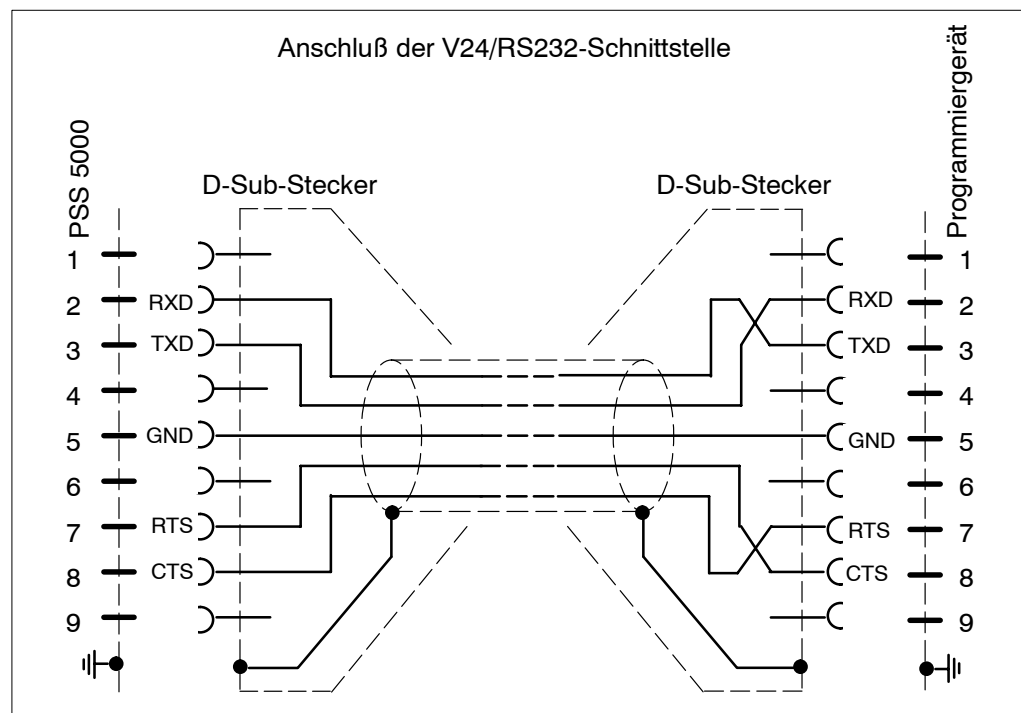 Anschluß der V24/RS232-Schnittstelle
PSS 5000
Programmiergerät
D-Sub-Stecker
D-Sub-Stecker
1
1
2 RXD
RXD 2
3 TXD
TXD 3
4
4
5 GND
GND 5
6
6
7 RTS
RTS 7
8 CTS
CTS 8
9
9